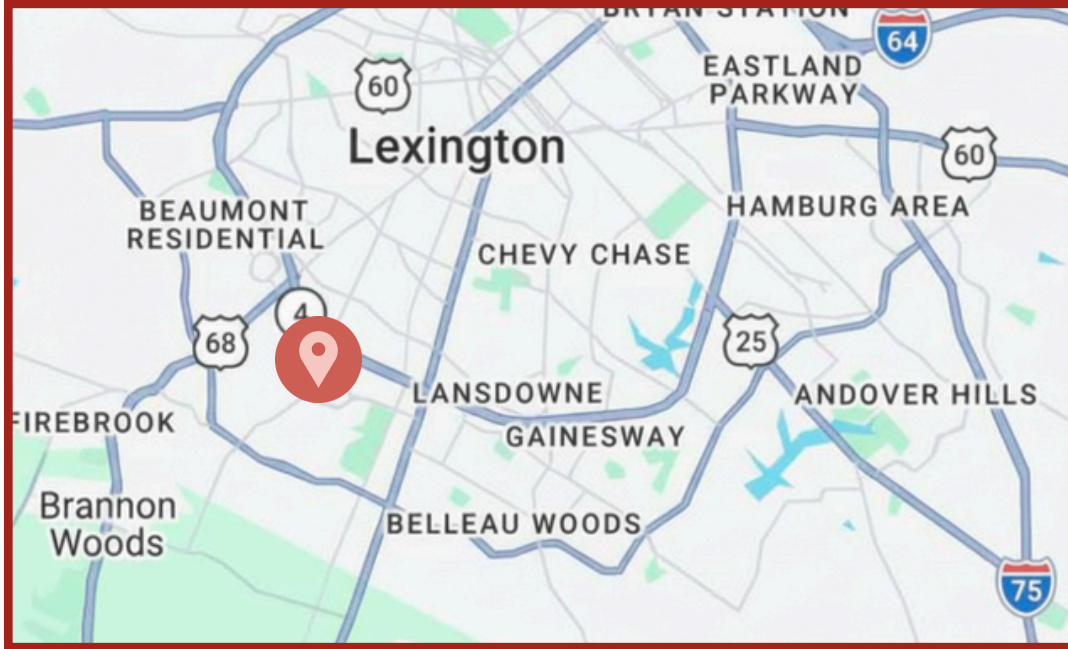 BRYAN STATION
64
EASTLAND
PARKWAY
60
Lexington
60
BEAUMONT
RESIDENTIAL
HAMBURG AREA
CHEVY CHASE
4
68
25
LANSDOWNE
ANDOVER HILLS
FIREBROOK
GAINESWAY
Brannon
Woods
BELLEAU WOODS
75